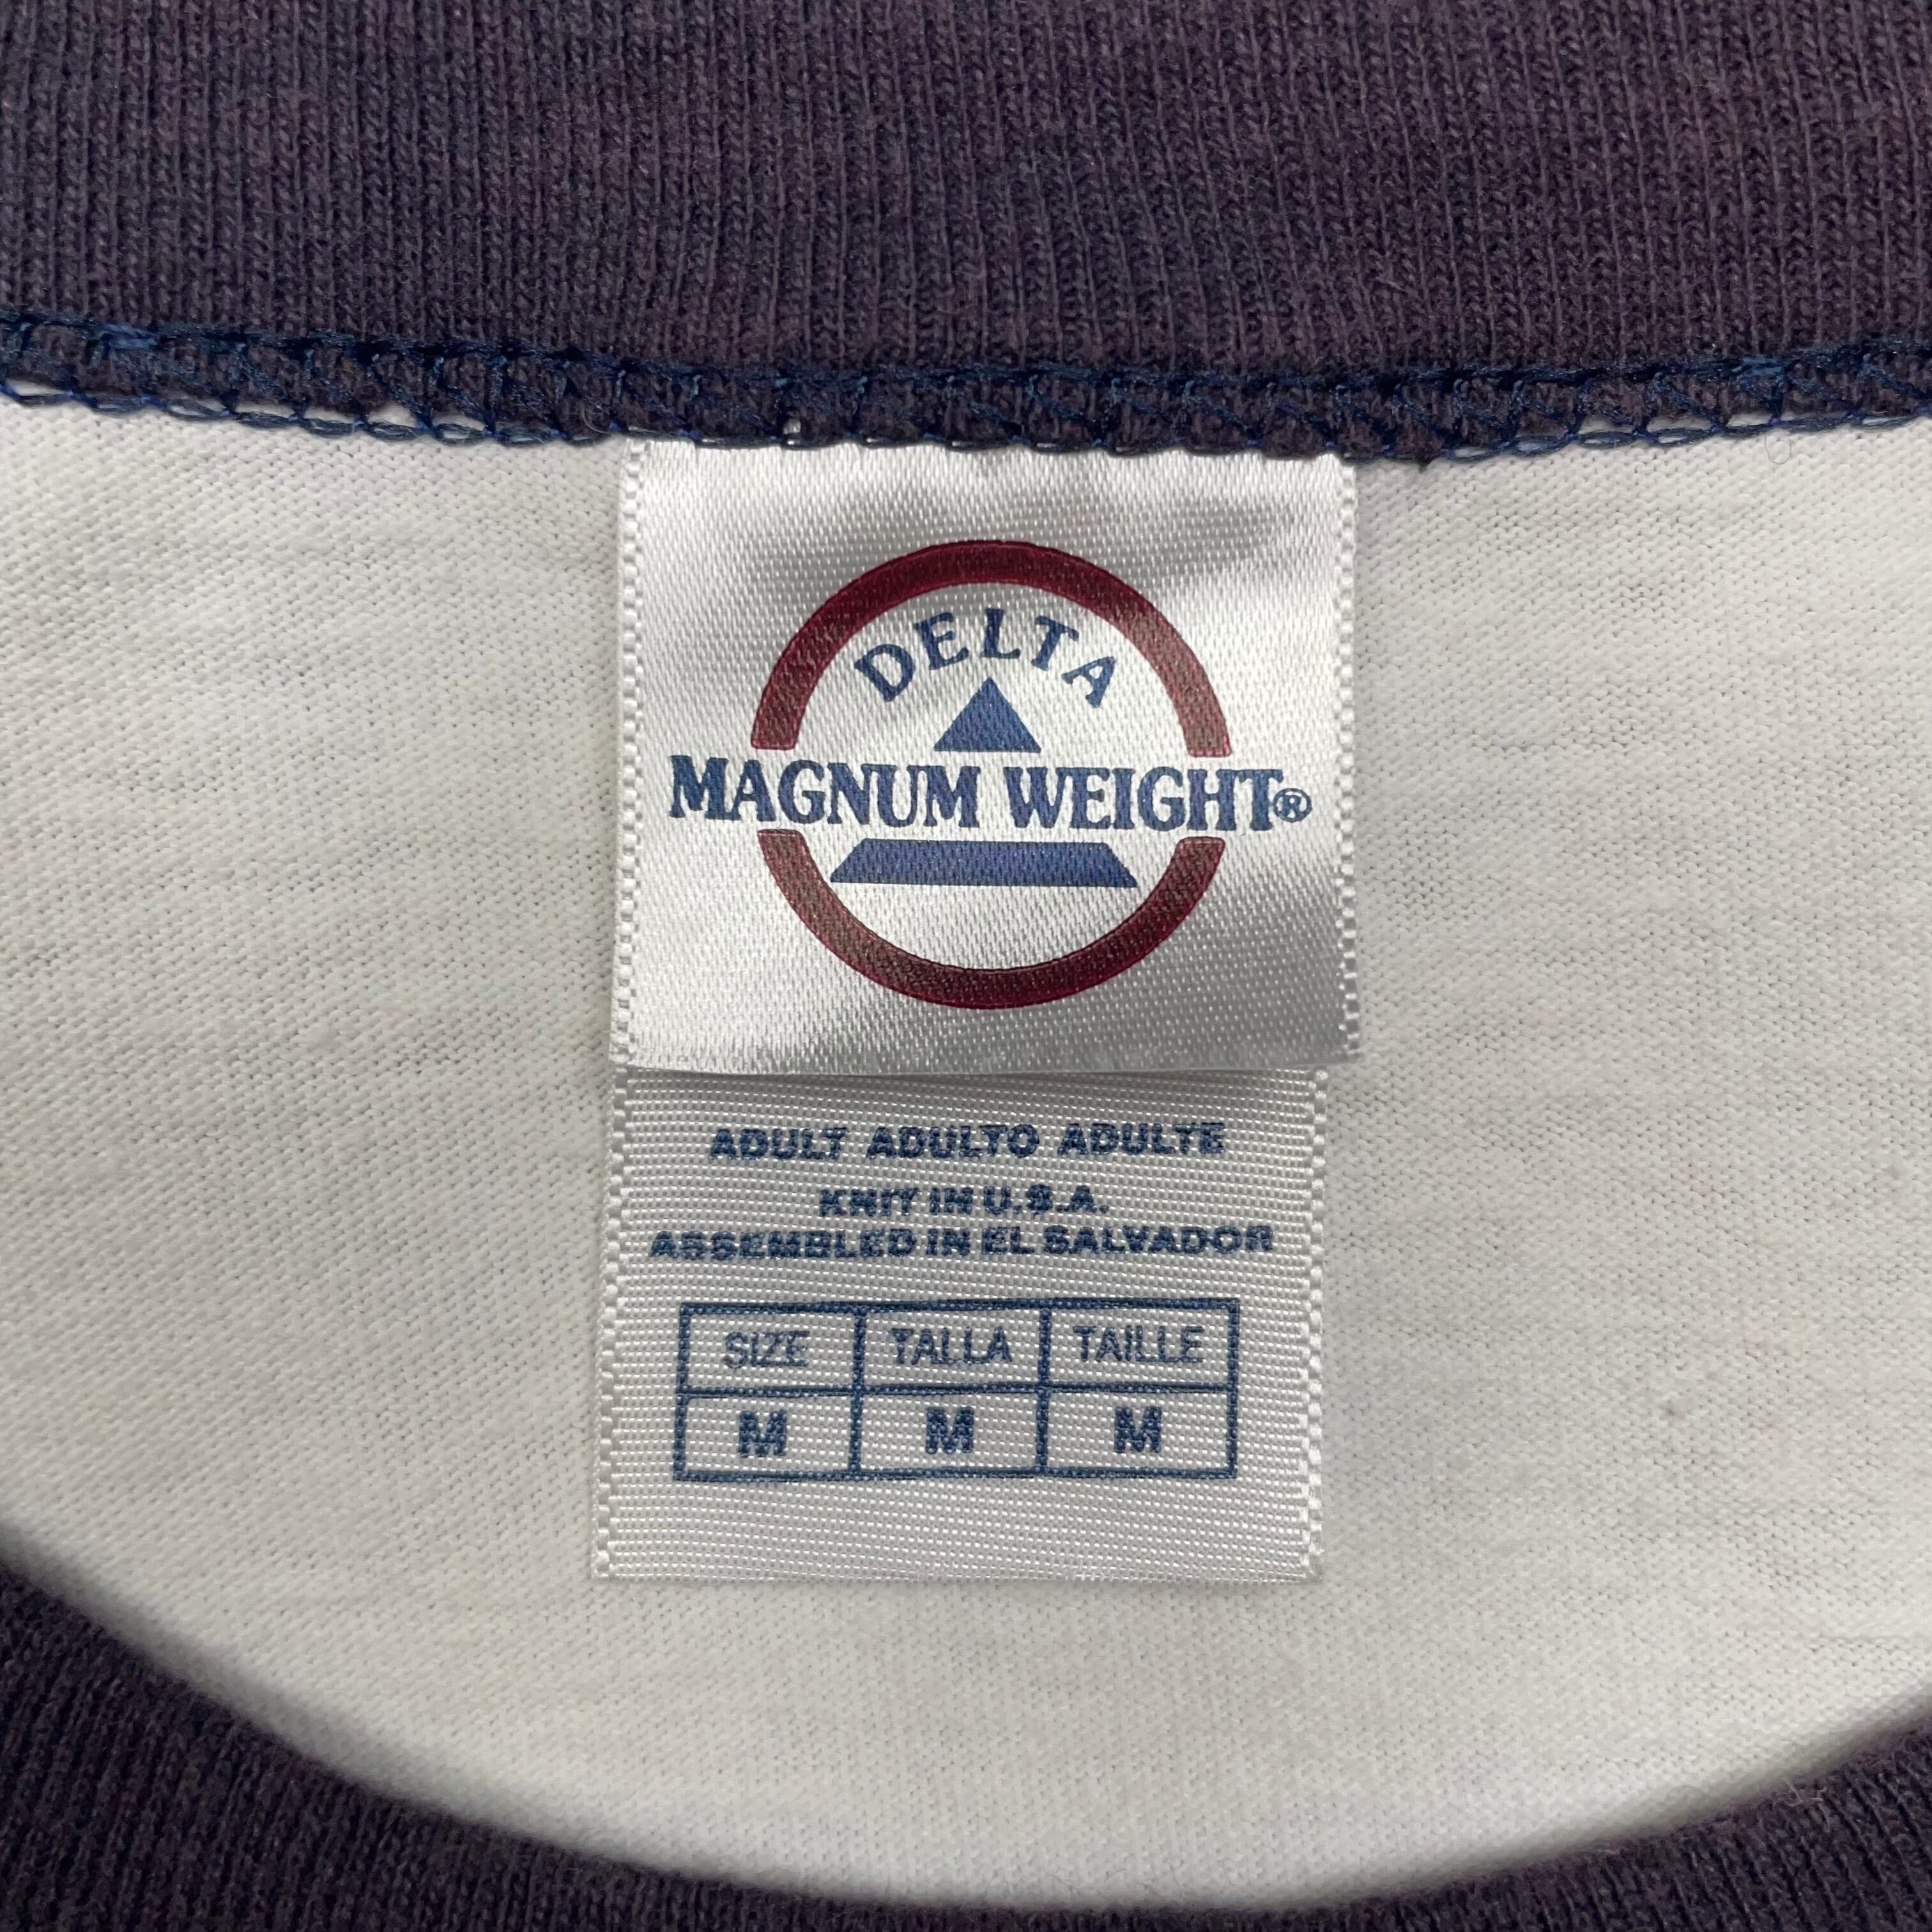 DELTA
MAGNUM WEIGHT®
ADULT ADULTO ADULTE
KNIT IN U.S.A.
ASSEMBLED IN EL SALVADOR
SIZE TALLA TAILLE
M M M